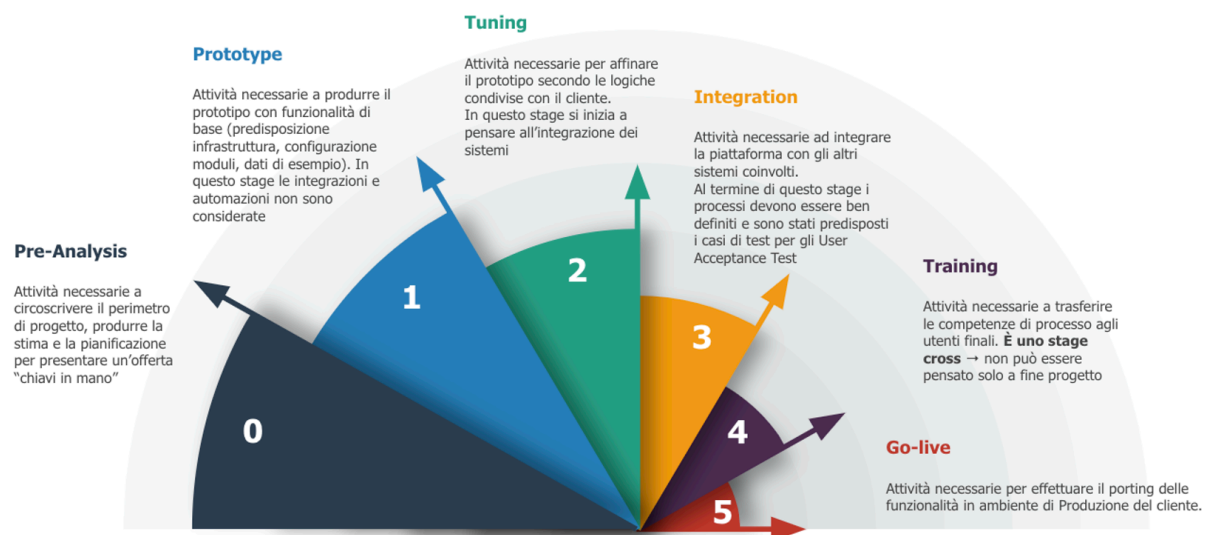 Pre-Analysis
Attività necessarie a
circoscrivere il perimetro
di progetto, produrre la
stima e la pianificazione
per presentare un'offerta
"chiavi in mano"
0
Prototype
Attività necessarie a produrre il
prototipo con funzionalità di
base (predisposizione
infrastruttura, configurazione
moduli, dati di esempio). In
questo stage le integrazioni e
automazioni non sono
considerate
1
Tuning
Attività necessarie per affinare
il prototipo secondo le logiche
condivise con il cliente.
In questo stage si inizia a
pensare all'integrazione dei
sistemi
2
Integration
Attività necessarie ad integrare
la piattaforma con gli altri
sistemi coinvolti.
Al termine di questo stage i
processi devono essere ben
definiti e sono stati predisposti
i casi di test per gli User
Acceptance Test
3
Training
Attività necessarie a trasferire
le competenze di processo agli
utenti finali. È uno stage
cross → non può essere
pensato solo a fine progetto
4
Go-live
Attività necessarie per effettuare il porting delle
funzionalità in ambiente di Produzione del cliente.
5